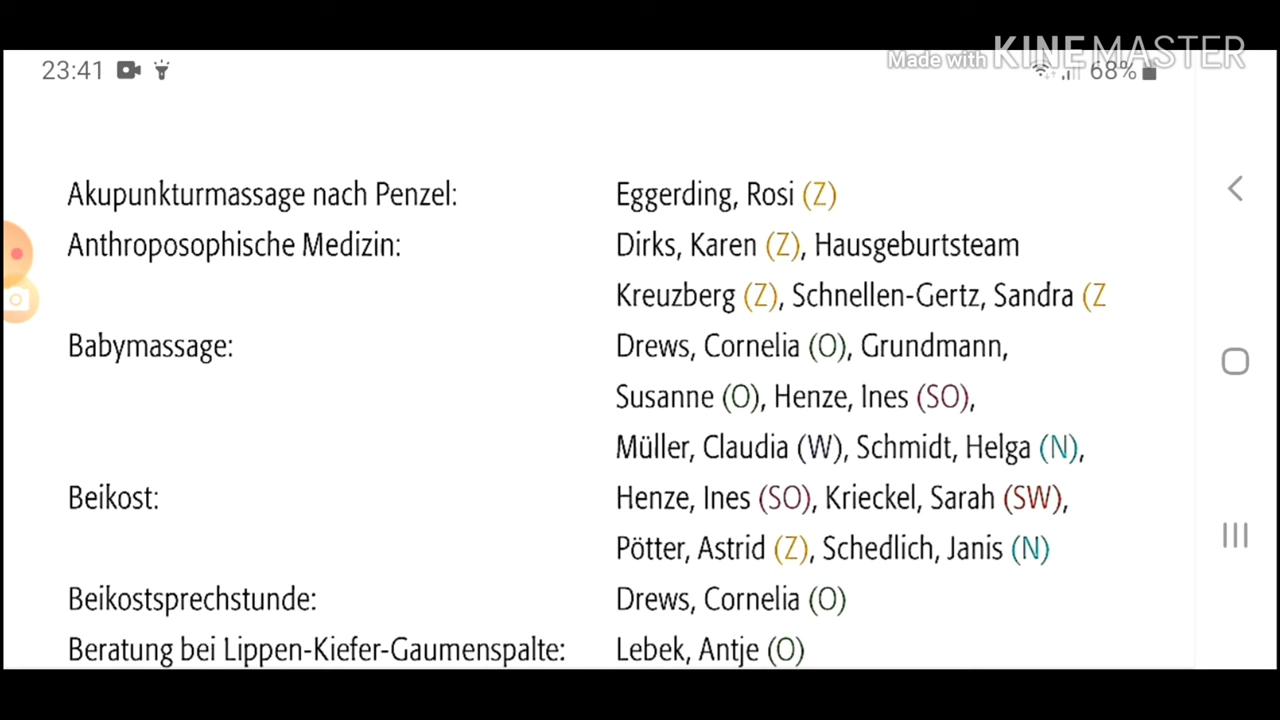 Made with KINEMASTER
23:41
68%
Akupunkturmassage nach Penzel: Eggerding, Rosi (Z)
Anthroposophische Medizin: Dirks, Karen (Z), Hausgeburtsteam
Kreuzberg (Z), Schnellen-Gertz, Sandra (Z
Babymassage: Drews, Cornelia (O), Grundmann,
Susanne (O), Henze, Ines (SO),
Müller, Claudia (W), Schmidt, Helga (N),
Beikost: Henze, Ines (SO), Krieckel, Sarah (SW),
Pötter, Astrid (Z), Schedlich, Janis (N)
Beikostsprechstunde: Drews, Cornelia (O)
Beratung bei Lippen-Kiefer-Gaumenspalte: Lebek, Antje (O)